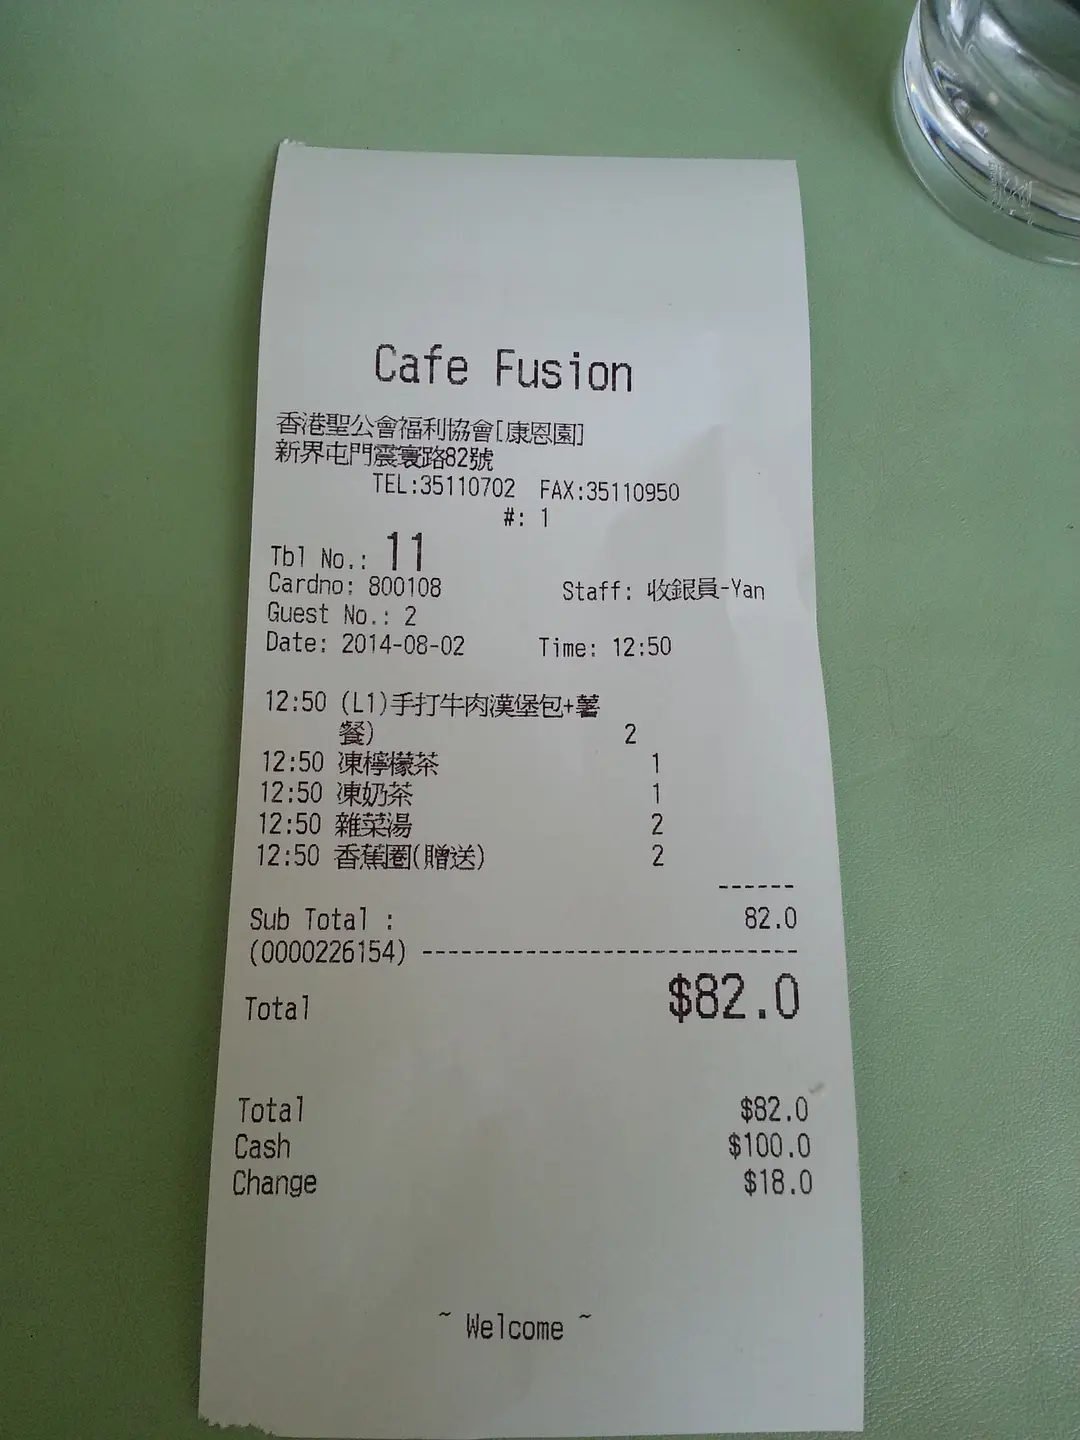 Cafe Fusion
香港聖公會福利協會[康恩園]
新界屯門震寰路82號
TEL:35110702 FAX:35110950
#: 1
Tbl No.: 11
Cardno: 800108 Staff: 收銀員-Yan
Guest No.: 2
Date: 2014-08-02 Time: 12:50
12:50 (L1)手打牛肉漢堡包+薯
餐) 2
12:50 凍檸檬茶 1
12:50 凍奶茶 1
12:50 雜菜湯 2
12:50 香蕉圈(贈送) 2
------
Sub Total : 82.0
(0000226154) --------------------------
Total $82.0
Total $82.0
Cash $100.0
Change $18.0
~ Welcome ~